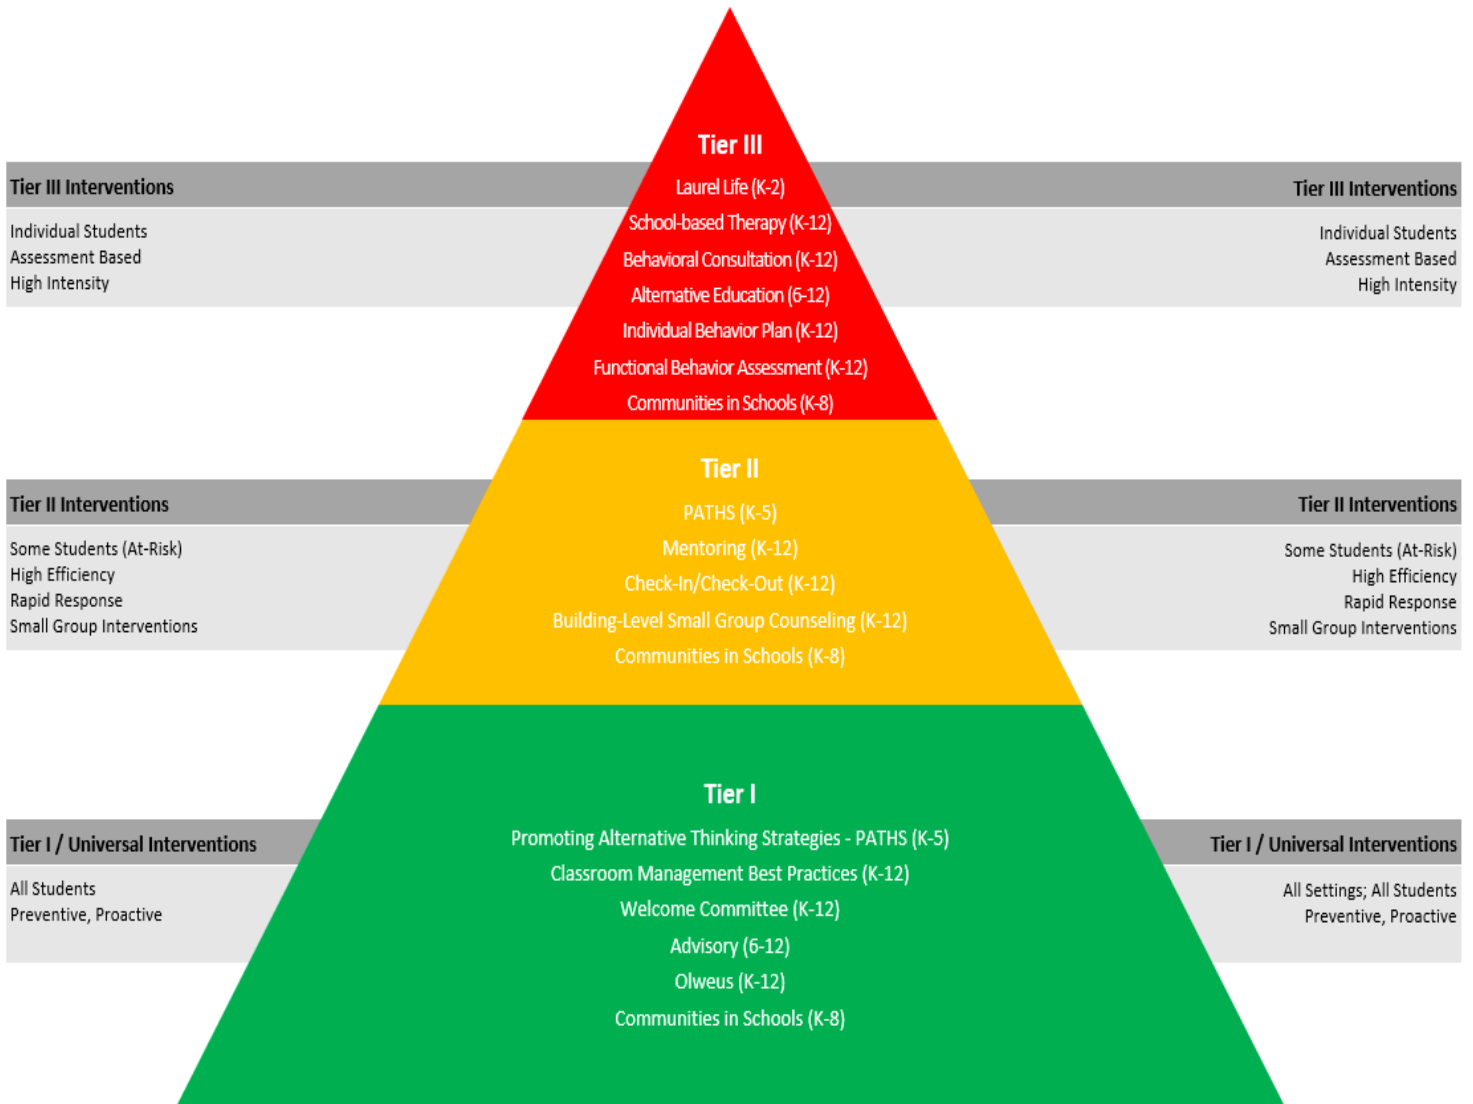 Tier III
Tier III Interventions
Laurel Life (K-2)
Tier III Interventions
Individual Students
School-based Therapy (K-12)
Individual Students
Assessment Based
Behavioral Consultation (K-12)
Assessment Based
High Intensity
Alternative Education (6-12)
High Intensity
Individual Behavior Plan (K-12)
Functional Behavior Assessment (K-12)
Communities in Schools (K-8)
Tier II
Tier II Interventions
PATHS (K-5)
Tier II Interventions
Some Students (At-Risk)
Mentoring (K-12)
Some Students (At-Risk)
High Efficiency
Check-In/Check-Out (K-12)
High Efficiency
Rapid Response
Building-Level Small Group Counseling (K-12)
Rapid Response
Small Group Interventions
Communities in Schools (K-8)
Small Group Interventions
Tier I
Tier I / Universal Interventions
Promoting Alternative Thinking Strategies - PATHS (K-5)
Tier I / Universal Interventions
All Students
Classroom Management Best Practices (K-12)
All Settings; All Students
Preventive, Proactive
Welcome Committee (K-12)
Preventive, Proactive
Advisory (6-12)
Olweus (K-12)
Communities in Schools (K-8)